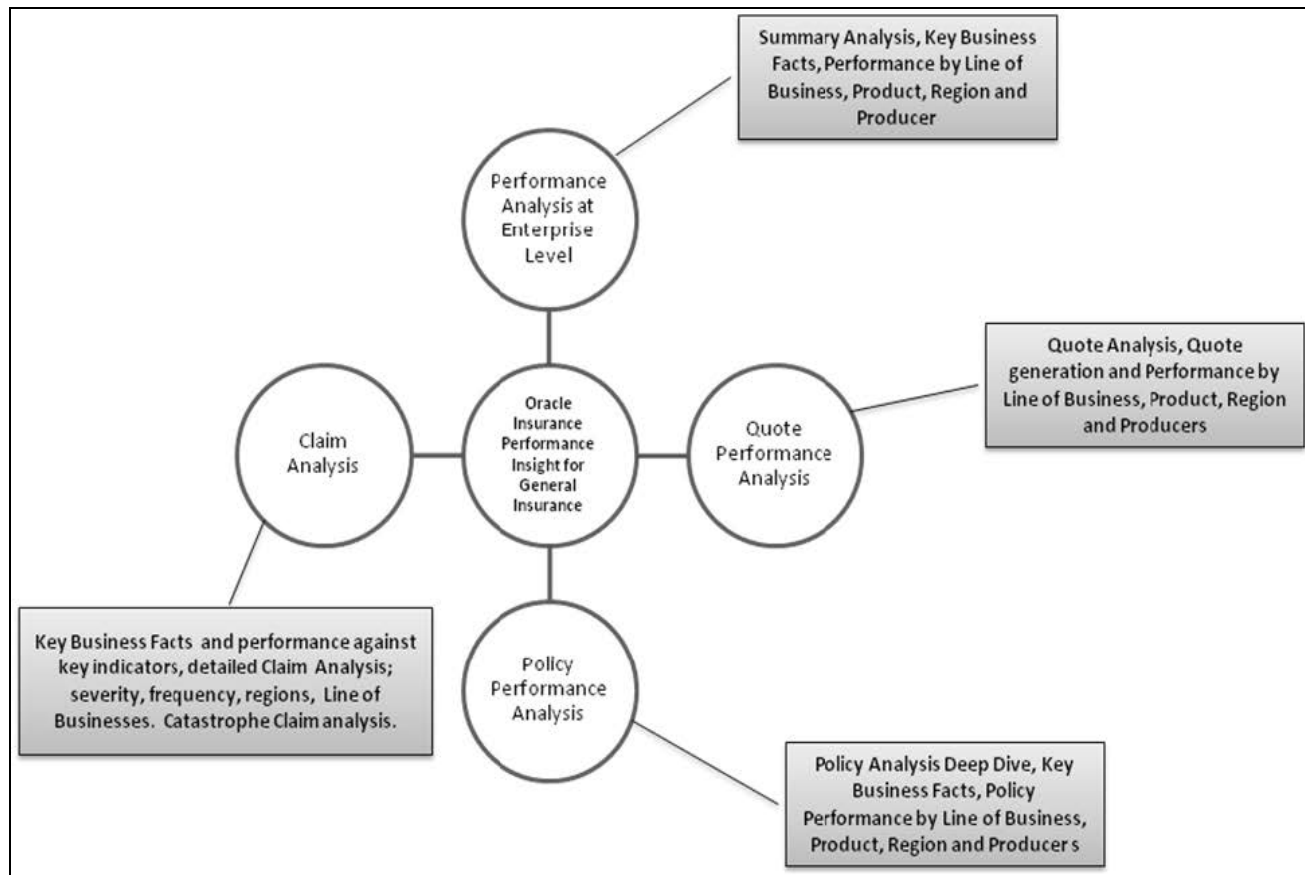 Summary Analysis, Key Business
Facts, Performance by Line of
Business, Product, Region and
Producer
Performance
Analysis at
Enterprise
Level
Quote Analysis, Quote
generation and Performance by
Line of Business, Product, Region
and Producers
Claim
Analysis
Oracle
Insurance
Performance
Insight for
General
Insurance
Quote
Performance
Analysis
Key Business Facts and performance against
key indicators, detailed Claim Analysis;
severity, frequency, regions, Line of
Businesses. Catastrophe Claim analysis.
Policy
Performance
Analysis
Policy Analysis Deep Dive, Key
Business Facts, Policy
Performance by Line of Business,
Product, Region and Producer s